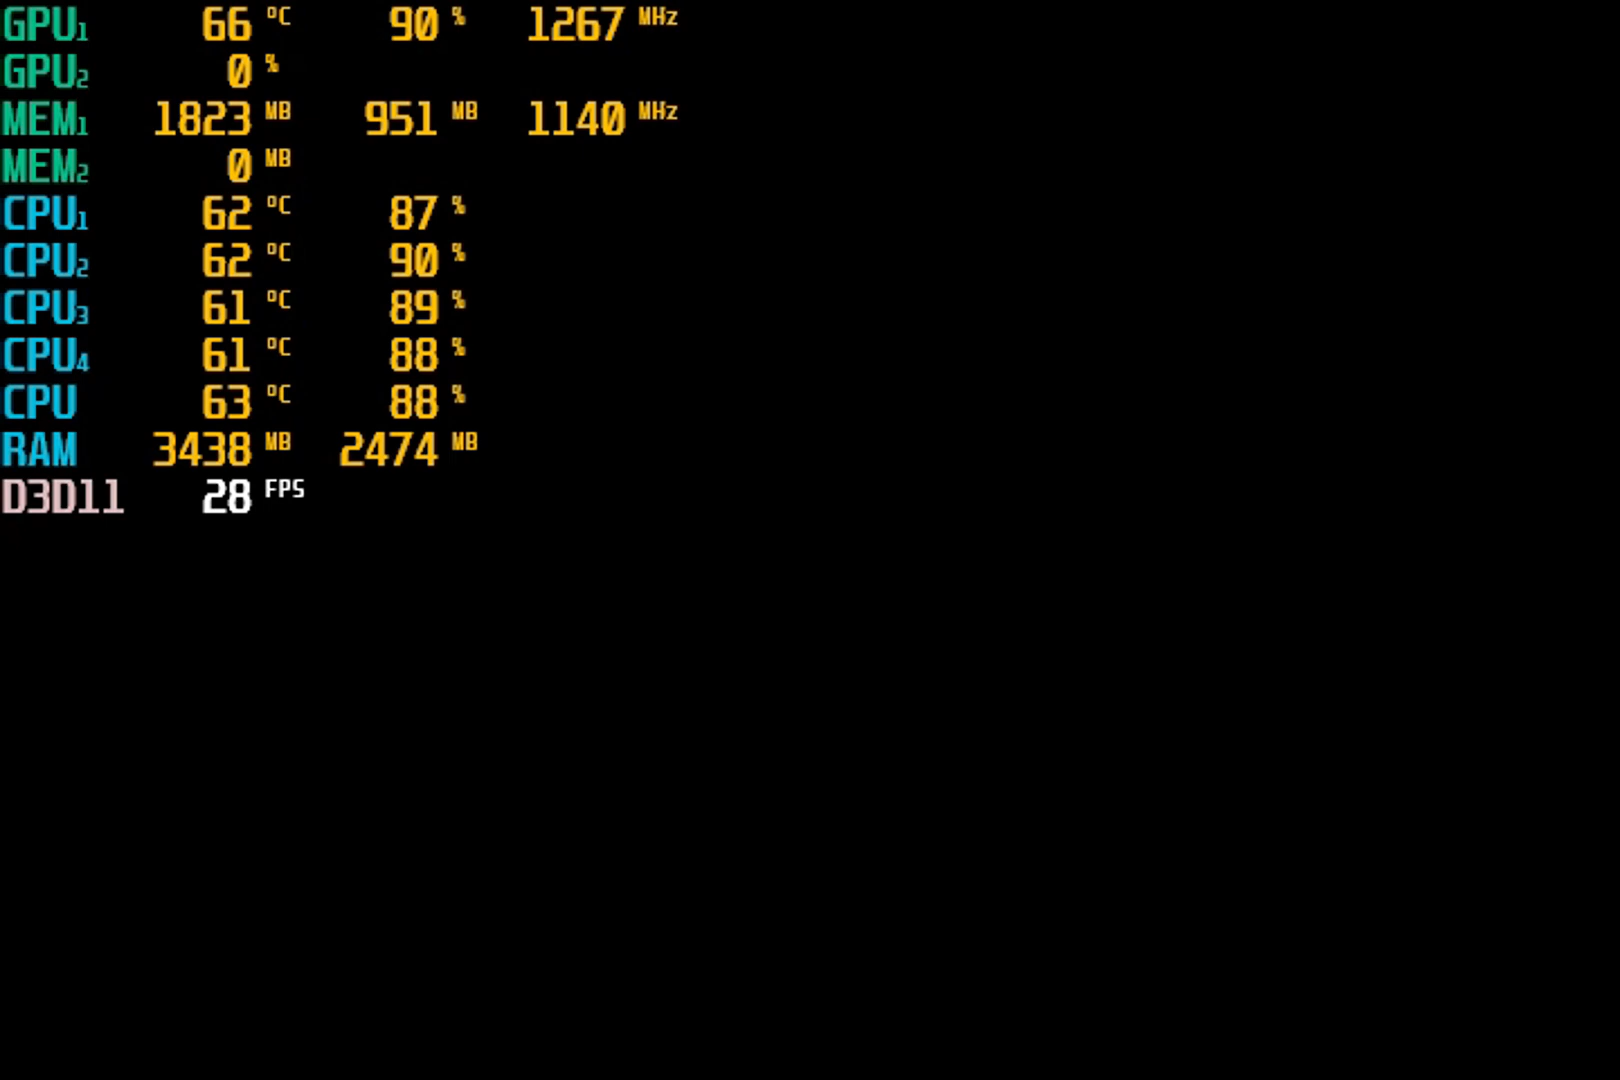 GPU1 66 °C 90 % 1267 MHz
GPU2 0 %
MEM1 1823 MB 951 MB 1140 MHz
MEM2 0 MB
CPU1 62 °C 87 %
CPU2 62 °C 90 %
CPU3 61 °C 89 %
CPU4 61 °C 88 %
CPU 63 °C 88 %
RAM 3438 MB 2474 MB
D3D11 28 FPS